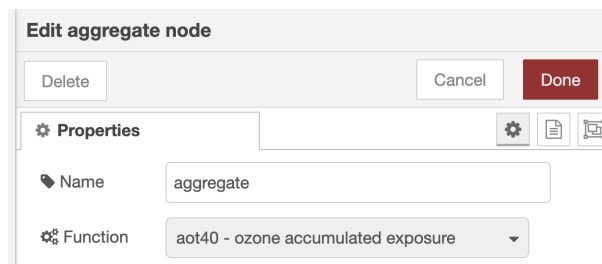 Edit aggregate node
Delete Cancel Done
Properties
Name aggregate
Function aot40 - ozone accumulated exposure